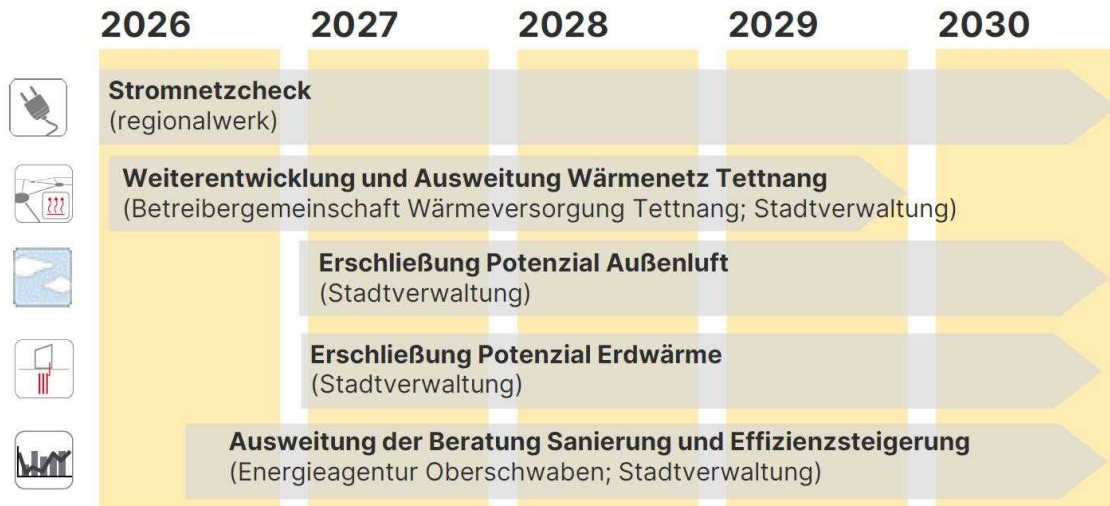 2026 2027 2028 2029 2030
Stromnetzcheck
(regionalwerk)
Weiterentwicklung und Ausweitung Wärmenetz Tettnang
(Betreibergemeinschaft Wärmeversorgung Tettnang; Stadtverwaltung)
Erschließung Potenzial Außenluft
(Stadtverwaltung)
Erschließung Potenzial Erdwärme
(Stadtverwaltung)
Ausweitung der Beratung Sanierung und Effizienzsteigerung
(Energieagentur Oberschwaben; Stadtverwaltung)